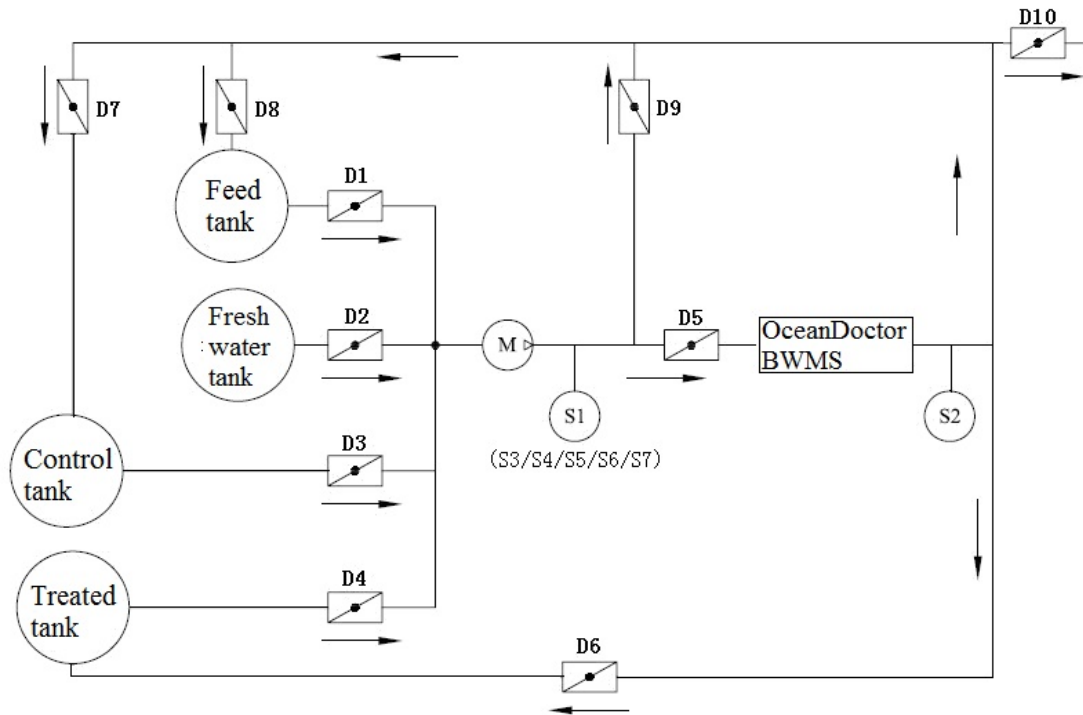 D10
D7
D8
D9
D1
Feed
tank
D2
Fresh
water
tank
M
D5
OceanDoctor
BWMS
S1
S2
(S3/S4/S5/S6/S7)
D3
Control
tank
D4
Treated
tank
D6